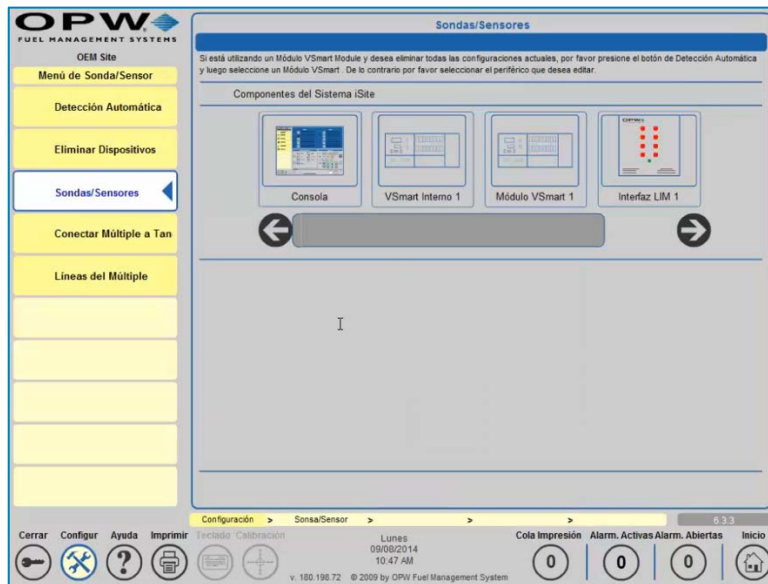 OPW
FUEL MANAGEMENT SYSTEMS
OEM Site
Menú de Sonda/Sensor
Detección Automática
Eliminar Dispositivos
Sondas/Sensores
Conectar Múltiple a Tan
Líneas del Múltiple
Sondas/Sensores
Si está utilizando un Módulo VSmart Module y desea eliminar todas las configuraciones actuales, por favor presione el botón de Detección Automática
y luego seleccione un Módulo VSmart . De lo contrario por favor seleccionar el periférico que desea editar.
Componentes del Sistema iSite
Consola
VSmart Interno 1
Módulo VSmart 1
OPW
Interfaz LIM 1
Configuración > Sonsa/Sensor > > >
6.3.3
Cerrar Configur Ayuda Imprimir Teclado Calibración
Lunes
09/08/2014
10:47 AM
v. 180.198.72 © 2009 by OPW Fuel Management System
Cola Impresión Alarm. Activas Alarm. Abiertas Inicio
0 0 0